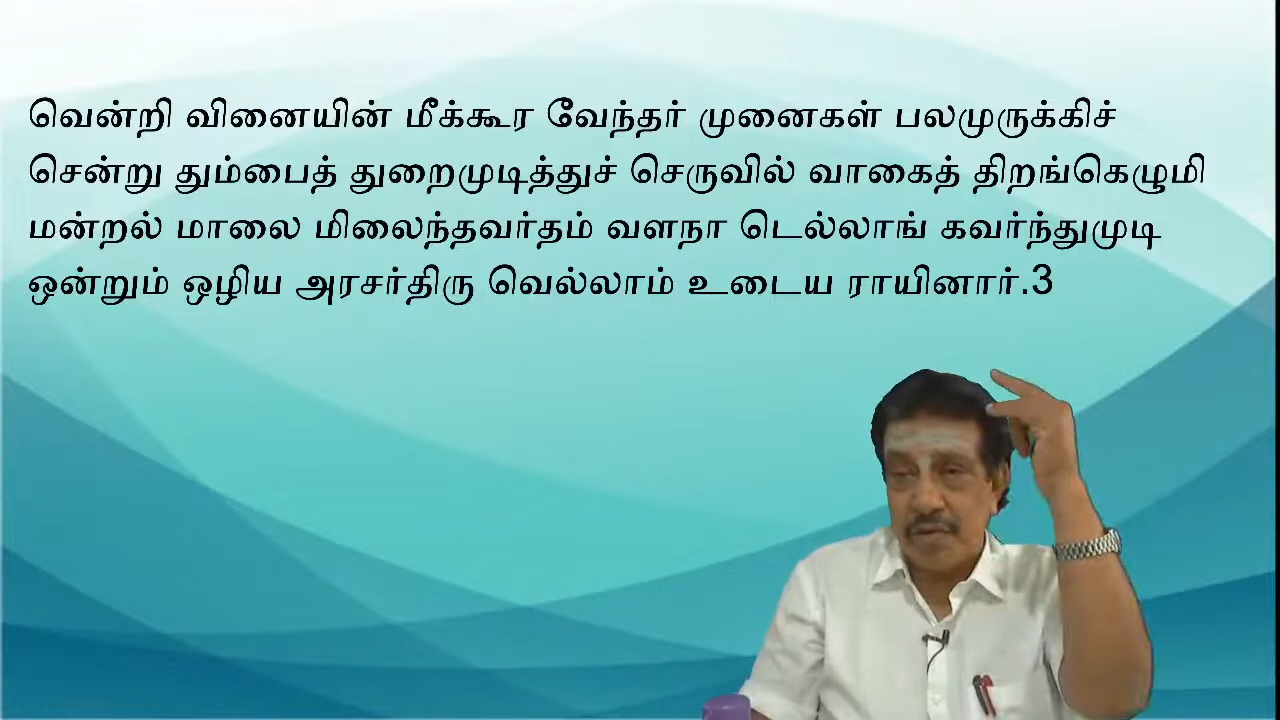 வென்றி வினையின் மீக்கூர வேந்தர் முனைகள் பலமுருக்கிச்
சென்று தும்பைத் துறைமுடித்துச் செருவில் வாகைத் திறங்கெழுமி
மன்றல் மாலை மிலைந்தவர்தம் வளநா டெல்லாங் கவர்ந்துமுடி
ஒன்றும் ஒழிய அரசர்திரு வெல்லாம் உடைய ராயினார்.3